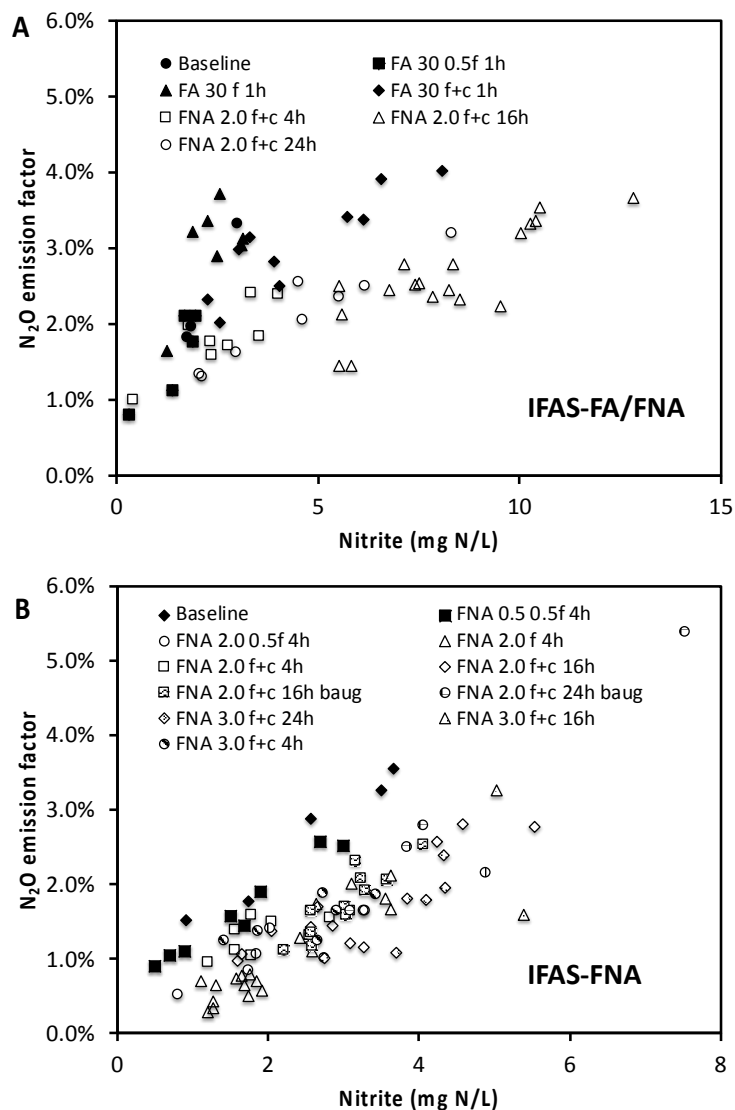 A
6.0%
Baseline
FA 30 0.5f 1h
FA 30 f 1h
FA 30 f+c 1h
FNA 2.0 f+c 4h
FNA 2.0 f+c 16h
FNA 2.0 f+c 24h
5.0%
4.0%
3.0%
2.0%
1.0%
0.0%
N₂O emission factor
IFAS-FA/FNA
0 5 10 15
Nitrite (mg N/L)
B
6.0%
Baseline
FNA 0.5 0.5f 4h
FNA 2.0 0.5f 4h
FNA 2.0 f 4h
FNA 2.0 f+c 4h
FNA 2.0 f+c 16h
FNA 2.0 f+c 16h baug
FNA 2.0 f+c 24h baug
FNA 3.0 f+c 24h
FNA 3.0 f+c 16h
FNA 3.0 f+c 4h
5.0%
4.0%
3.0%
2.0%
1.0%
0.0%
N₂O emission factor
IFAS-FNA
0 2 4 6 8
Nitrite (mg N/L)